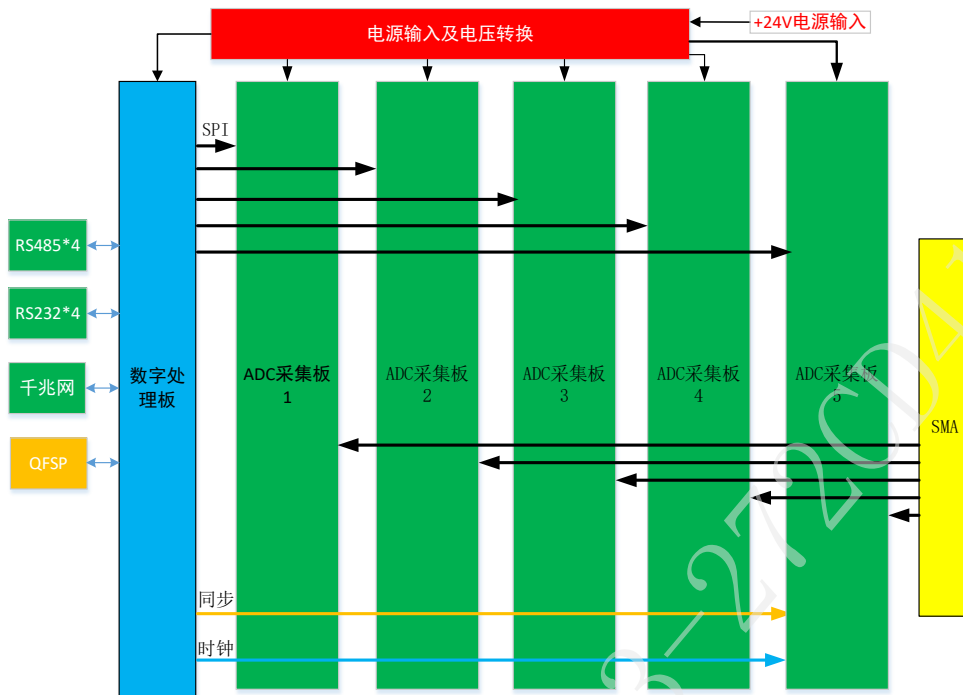 电源输入及电压转换
+24V电源输入
SPI
RS485*4
RS232*4
千兆网
QFSP
数字处
理板
ADC采集板
1
ADC采集板
2
ADC采集板
3
ADC采集板
4
ADC采集板
5
SMA
同步
时钟